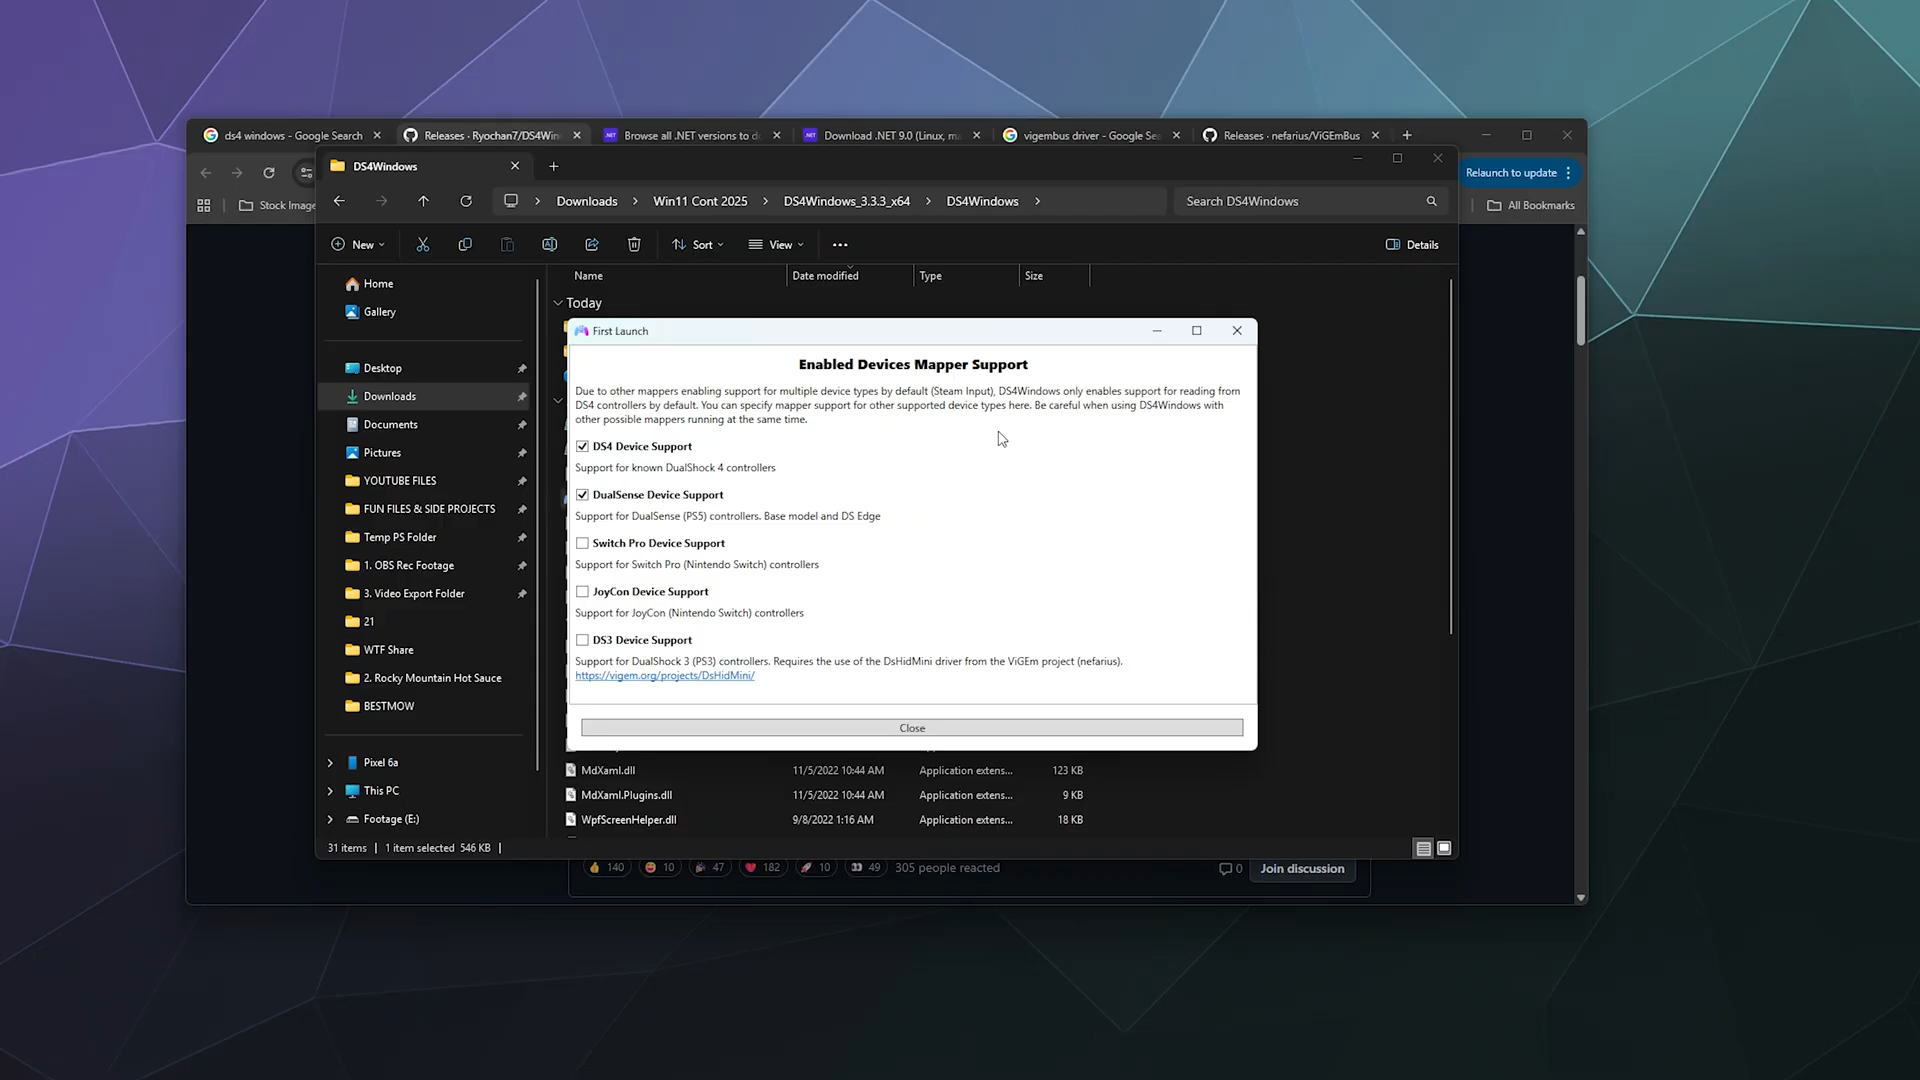 ds4 windows - Google Search
Releases · Ryochan7/DS4Win
Browse all .NET versions to d
Download .NET 9.0 (Linux, ma
vigembus driver - Google Se
Releases · nefarius/ViGEmBus
DS4Windows
Relaunch to update
Stock Image
All Bookmarks
Downloads
Win11 Cont 2025
DS4Windows_3.3.3_x64
DS4Windows
Search DS4Windows
New
Sort
View
Details
Name
Date modified
Type
Size
Today
Home
Gallery
Desktop
Downloads
Documents
Pictures
YOUTUBE FILES
FUN FILES & SIDE PROJECTS
Temp PS Folder
1. OBS Rec Footage
3. Video Export Folder
21
WTF Share
2. Rocky Mountain Hot Sauce
BESTMOW
Pixel 6a
This PC
Footage (E:)
First Launch
Enabled Devices Mapper Support
Due to other mappers enabling support for multiple device types by default (Steam Input), DS4Windows only enables support for reading from
DS4 controllers by default. You can specify mapper support for other supported device types here. Be careful when using DS4Windows with
other possible mappers running at the same time.
DS4 Device Support
Support for known DualShock 4 controllers
DualSense Device Support
Support for DualSense (PS5) controllers. Base model and DS Edge
Switch Pro Device Support
Support for Switch Pro (Nintendo Switch) controllers
JoyCon Device Support
Support for JoyCon (Nintendo Switch) controllers
DS3 Device Support
Support for DualShock 3 (PS3) controllers. Requires the use of the DsHidMini driver from the ViGEm project (nefarius).
https://vigem.org/projects/DsHidMini/
Close
MdXaml.dll 11/5/2022 10:44 AM Application extens... 123 KB
MdXaml.Plugins.dll 11/5/2022 10:44 AM Application extens... 9 KB
WpfScreenHelper.dll 9/8/2022 1:16 AM Application extens... 18 KB
31 items 1 item selected 546 KB
140 10 47 182 10 49 305 people reacted
0
Join discussion